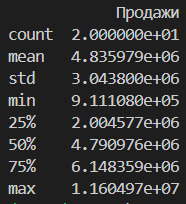 Продажи
count 2.000000e+01
mean 4.835979e+06
std 3.043800e+06
min 9.111080e+05
25% 2.004577e+06
50% 4.790976e+06
75% 6.148359e+06
max 1.160497e+07